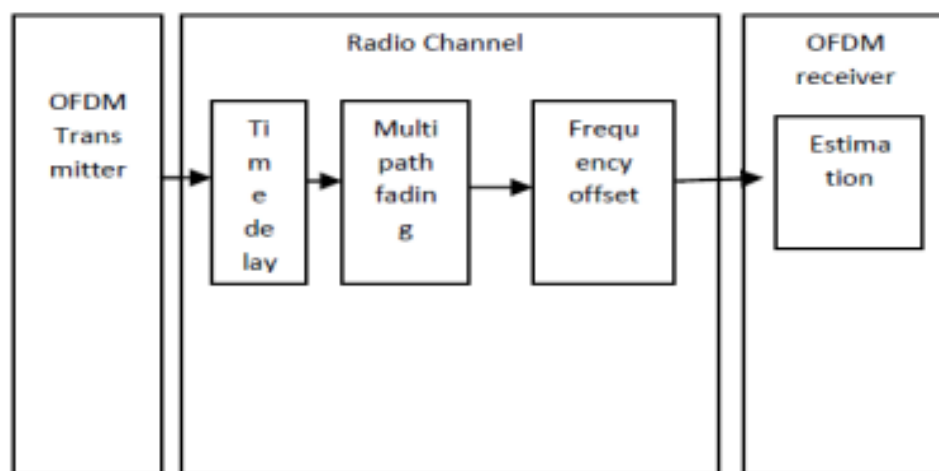 OFDM
Trans
mitter
Radio Channel
Ti
m
e
de
lay
Multi
path
fadin
g
Frequ
ency
offset
OFDM
receiver
Estima
tion